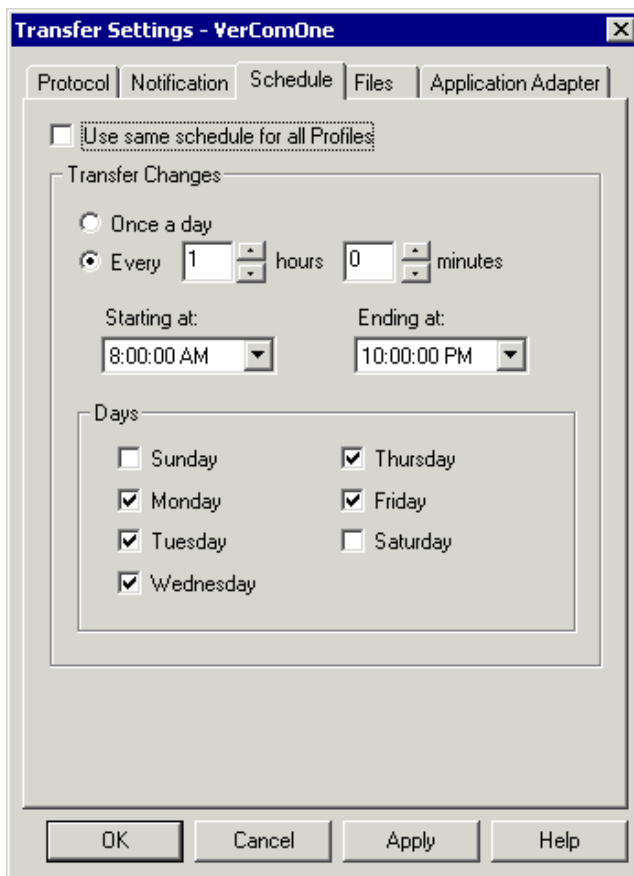 Transfer Settings - VerComOne
Protocol Notification Schedule Files Application Adapter
Use same schedule for all Profiles
Transfer Changes
Once a day
Every 1 hours 0 minutes
Starting at: Ending at:
8:00:00 AM 10:00:00 PM
Days
Sunday Thursday
Monday Friday
Tuesday Saturday
Wednesday
OK Cancel Apply Help